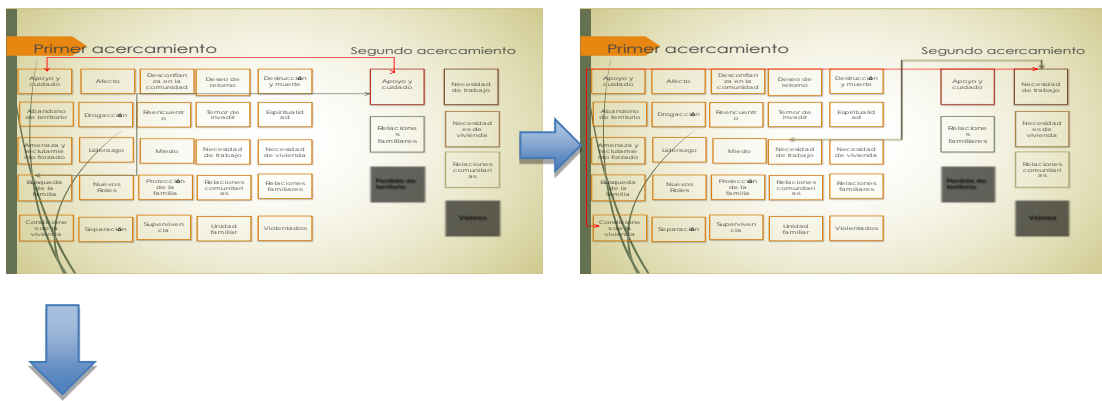 Primer acercamiento
Segundo acercamiento
Apoyo y
cuidado
Afecto
Desconfian
za en la
comunidad
Deseo de
retorno
Destrucción
y muerte
Apoyo y
cuidado
Necesidad
de trabajo
Abandono
de territorio
Drogacción
Reencuentr
o
Temor de
invadir
Espiritualid
ad
Relacione
s
familiares
Necesidad
es de
vivienda
Amenaza y
reclutamie
nto forzado
Liderazgo
Miedo
Necesidad
de trabajo
Necesidad
de vivienda
Relaciones
comunitari
as
Búsqueda
de la
familia
Nuevos
Roles
Protección
de la
familia
Relaciones
comunitari
as
Relaciones
familiares
Perdida de
territorio
Condicione
s de la
vivienda
Separación
Superviven
cia
Unidad
familiar
Violentados
Valores
Primer acercamiento
Segundo acercamiento
Apoyo y
cuidado
Afecto
Desconfian
za en la
comunidad
Deseo de
retorno
Destrucción
y muerte
Apoyo y
cuidado
Necesidad
de trabajo
Abandono
de territorio
Drogacción
Reencuentr
o
Temor de
invadir
Espiritualid
ad
Relacione
s
familiares
Necesidad
es de
vivienda
Amenaza y
reclutamie
nto forzado
Liderazgo
Miedo
Necesidad
de trabajo
Necesidad
de vivienda
Relaciones
comunitari
as
Búsqueda
de la
familia
Nuevos
Roles
Protección
de la
familia
Relaciones
comunitari
as
Relaciones
familiares
Perdida de
territorio
Condicione
s de la
vivienda
Separación
Superviven
cia
Unidad
familiar
Violentados
Valores